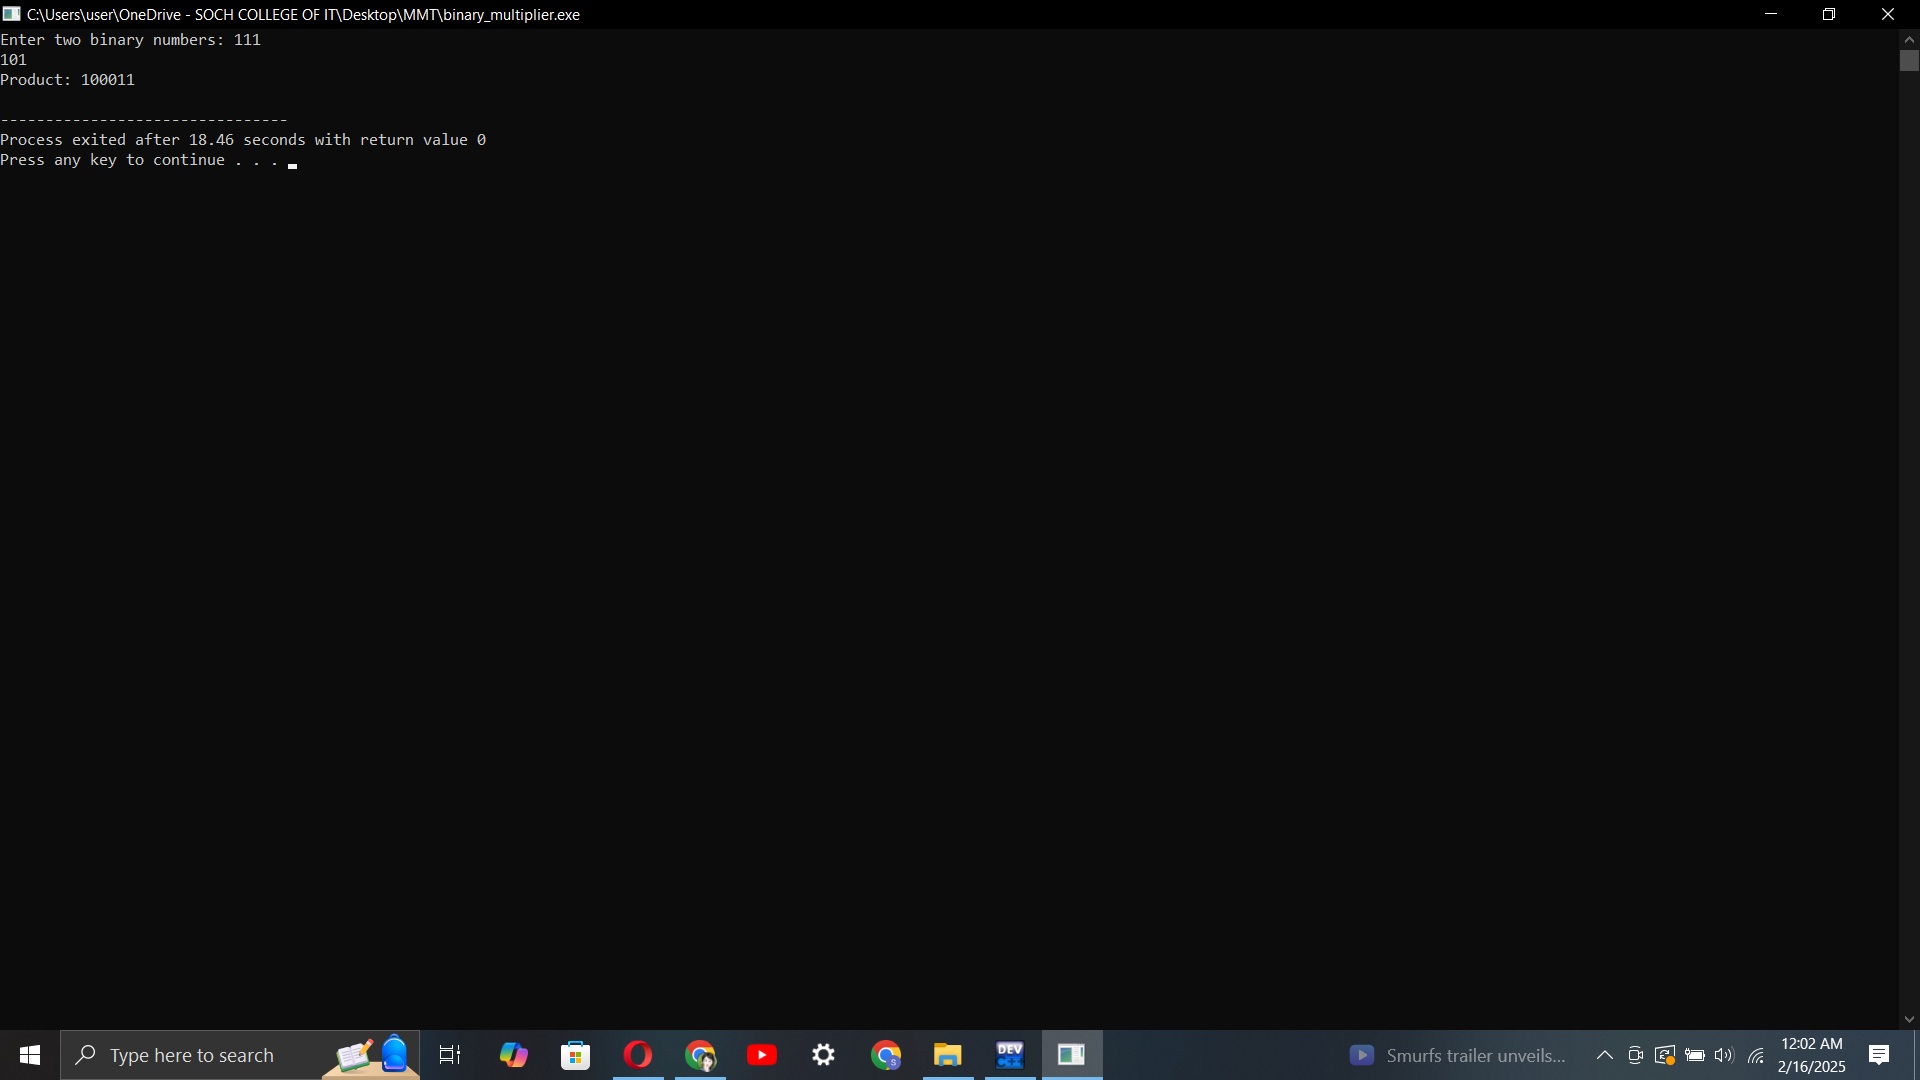 C:\Users\user\OneDrive - SOCH COLLEGE OF IT\Desktop\MMT\binary_multiplier.exe
Enter two binary numbers: 111
101
Product: 100011
--------------------------------
Process exited after 18.46 seconds with return value 0
Press any key to continue . . .
Type here to search
DEV
C++
S
Smurfs trailer unveils...
12:02 AM
2/16/2025